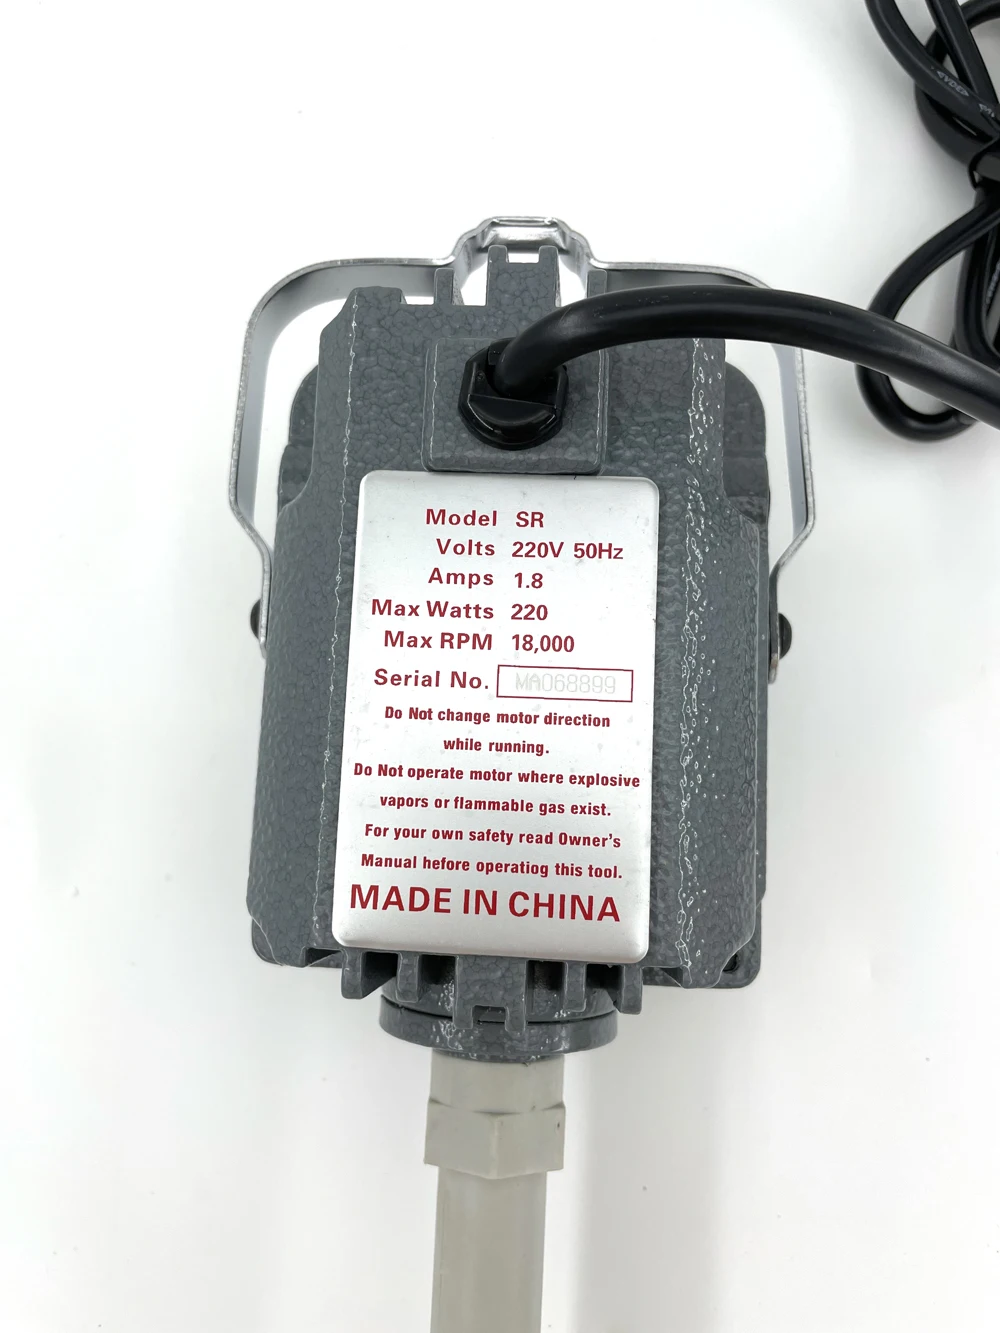 Model SR
Volts 220V 50Hz
Amps 1.8
Max Watts 220
Max RPM 18,000
Serial No. MA068899
Do Not change motor direction
while running.
Do Not operate motor where explosive
vapors or flammable gas exist.
For your own safety read Owner's
Manual hefore operatiog this tool.
MADE IN CHINA